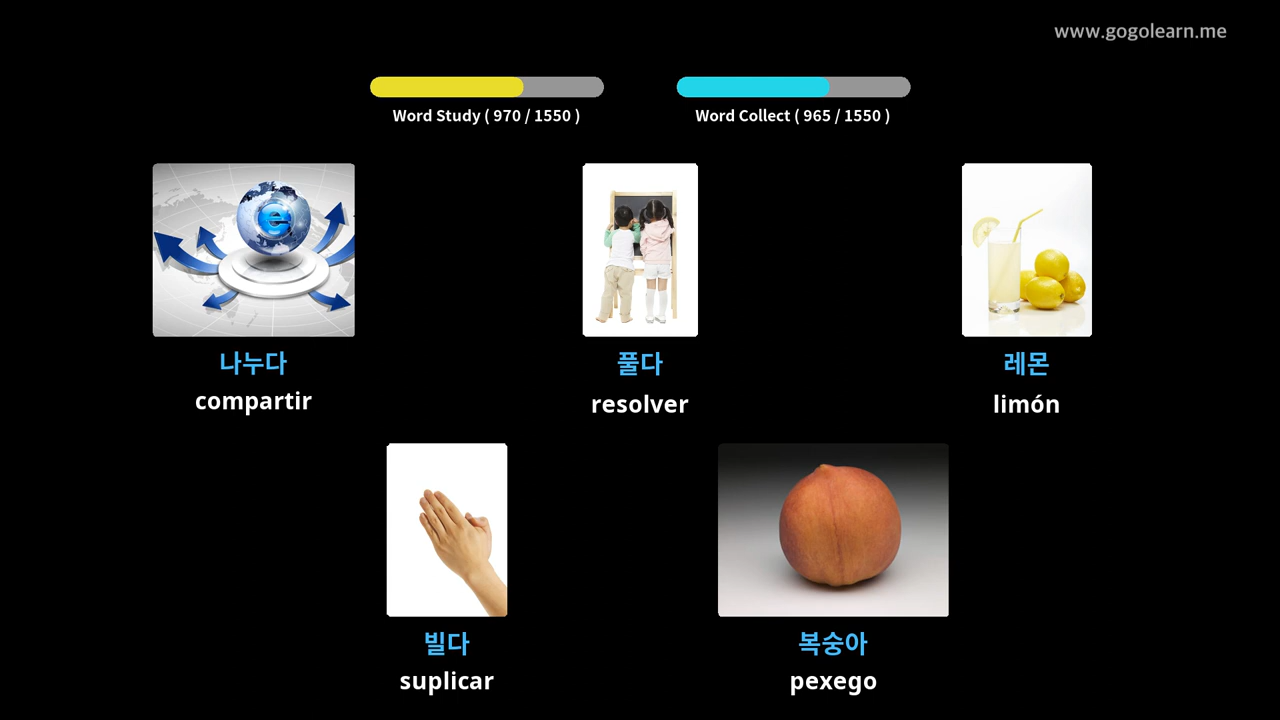 www.gogolearn.me
Word Study ( 970 / 1550 )
Word Collect ( 965 / 1550 )
e
나누다
compartir
풀다
resolver
레몬
limón
빌다
suplicar
복숭아
pexego